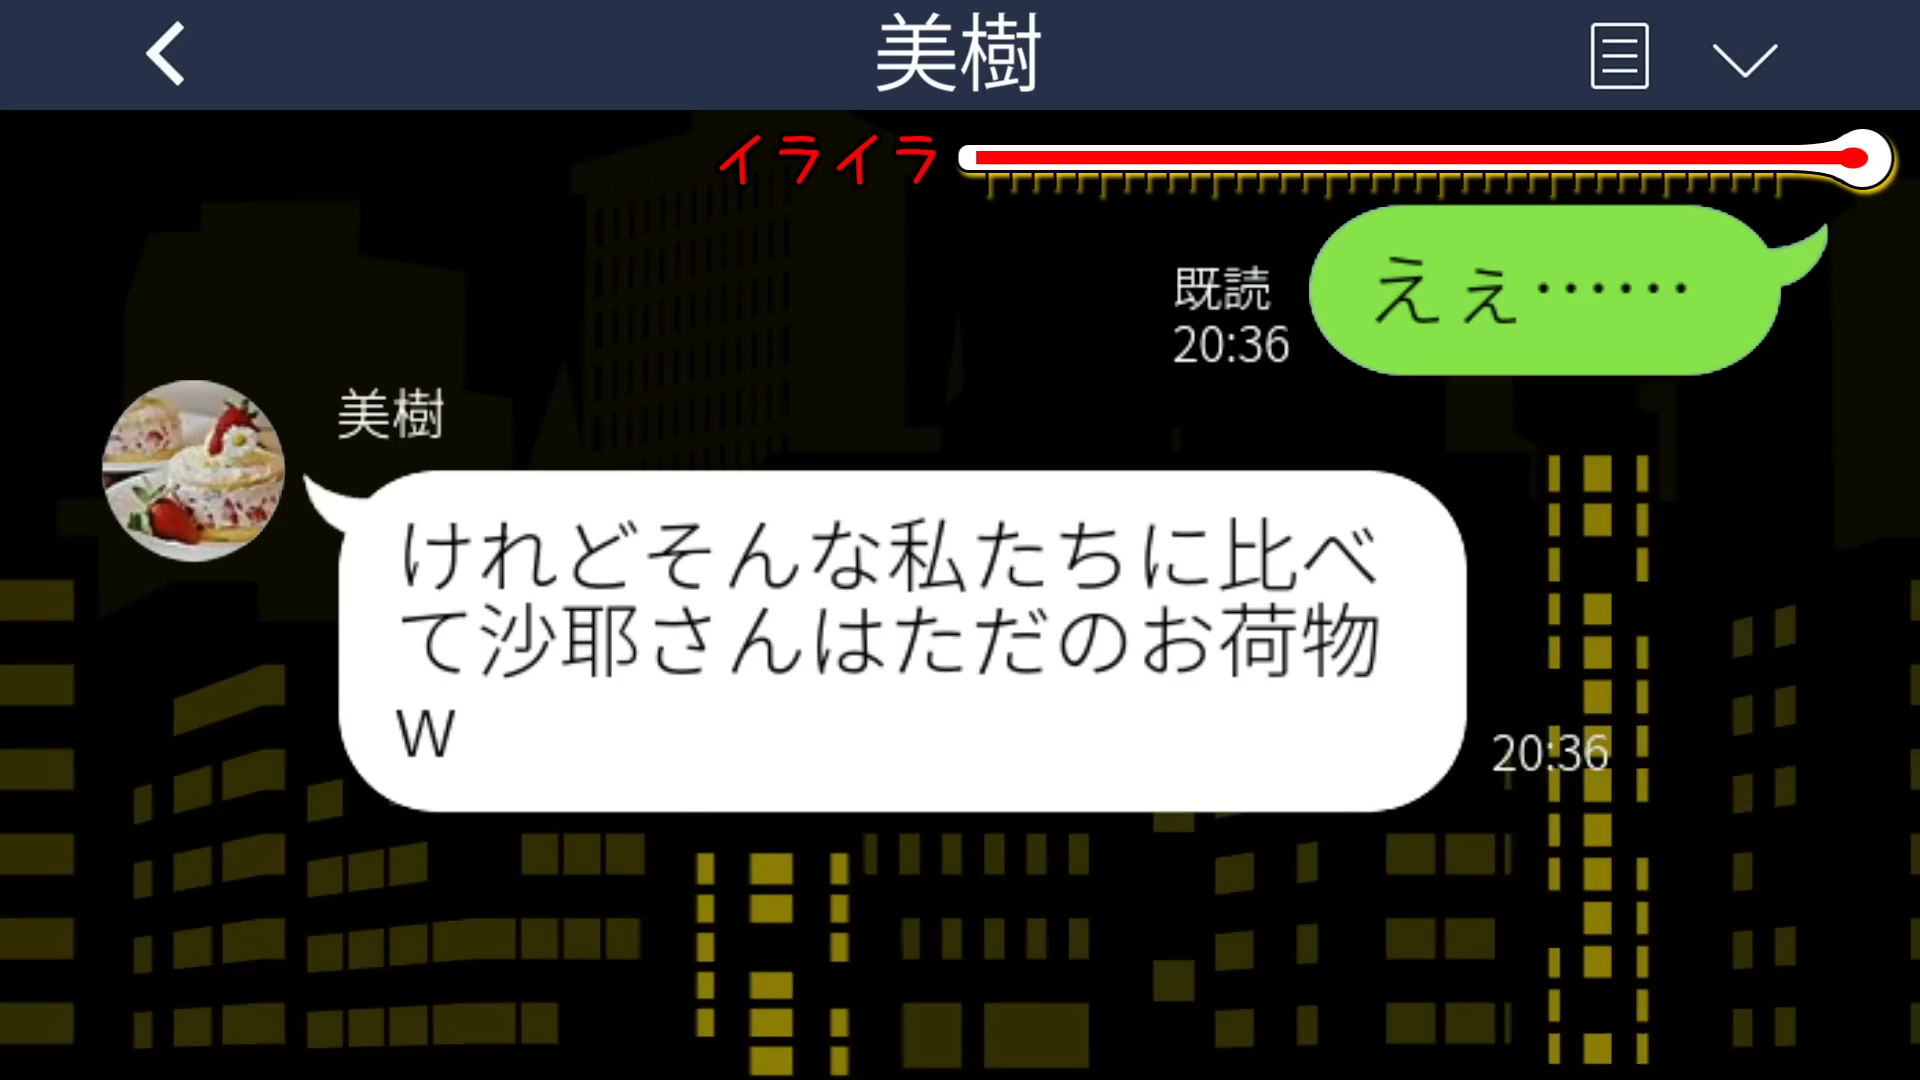 美樹
イライラ
えぇ……
既読
20:36
美樹
けれどそんな私たちに比べ
て沙耶さんはただのお荷物
w
20:36